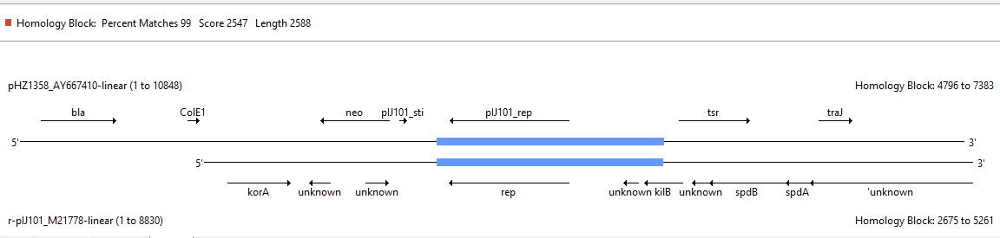 Homology Block: Percent Matches 99 Score 2547 Length 2588
pHZ1358_AY667410-linear (1 to 10848) Homology Block: 4796 to 7383
bla ColE1 neo pIJ101_sti pIJ101_rep tsr traJ
5' 3'
5' 3'
korA unknown unknown rep unknown kilB unknown spdB spdA 'unknown
r-pIJ101_M21778-linear (1 to 8830) Homology Block: 2675 to 5261